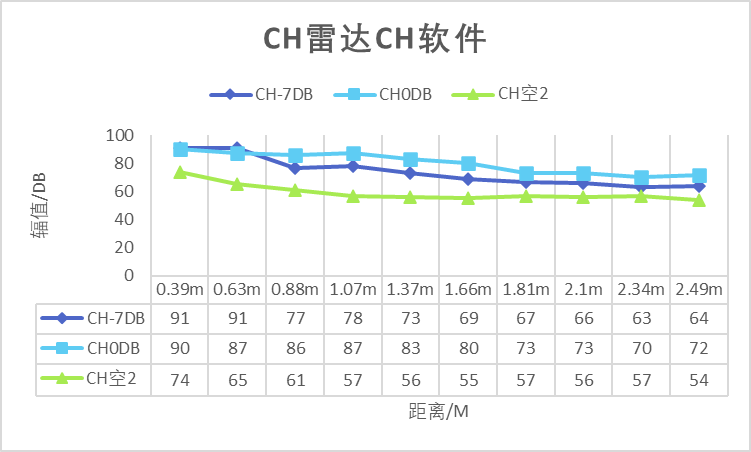 CH雷达CH软件
CH-7DB CH0DB CH空2
100
80
60
40
20
0
辐值/DB
0.39m 0.63m 0.88m 1.07m 1.37m 1.66m 1.81m 2.1m 2.34m 2.49m
CH-7DB 91 91 77 78 73 69 67 66 63 64
CH0DB 90 87 86 87 83 80 73 73 70 72
CH空2 74 65 61 57 56 55 57 56 57 54
距离/M